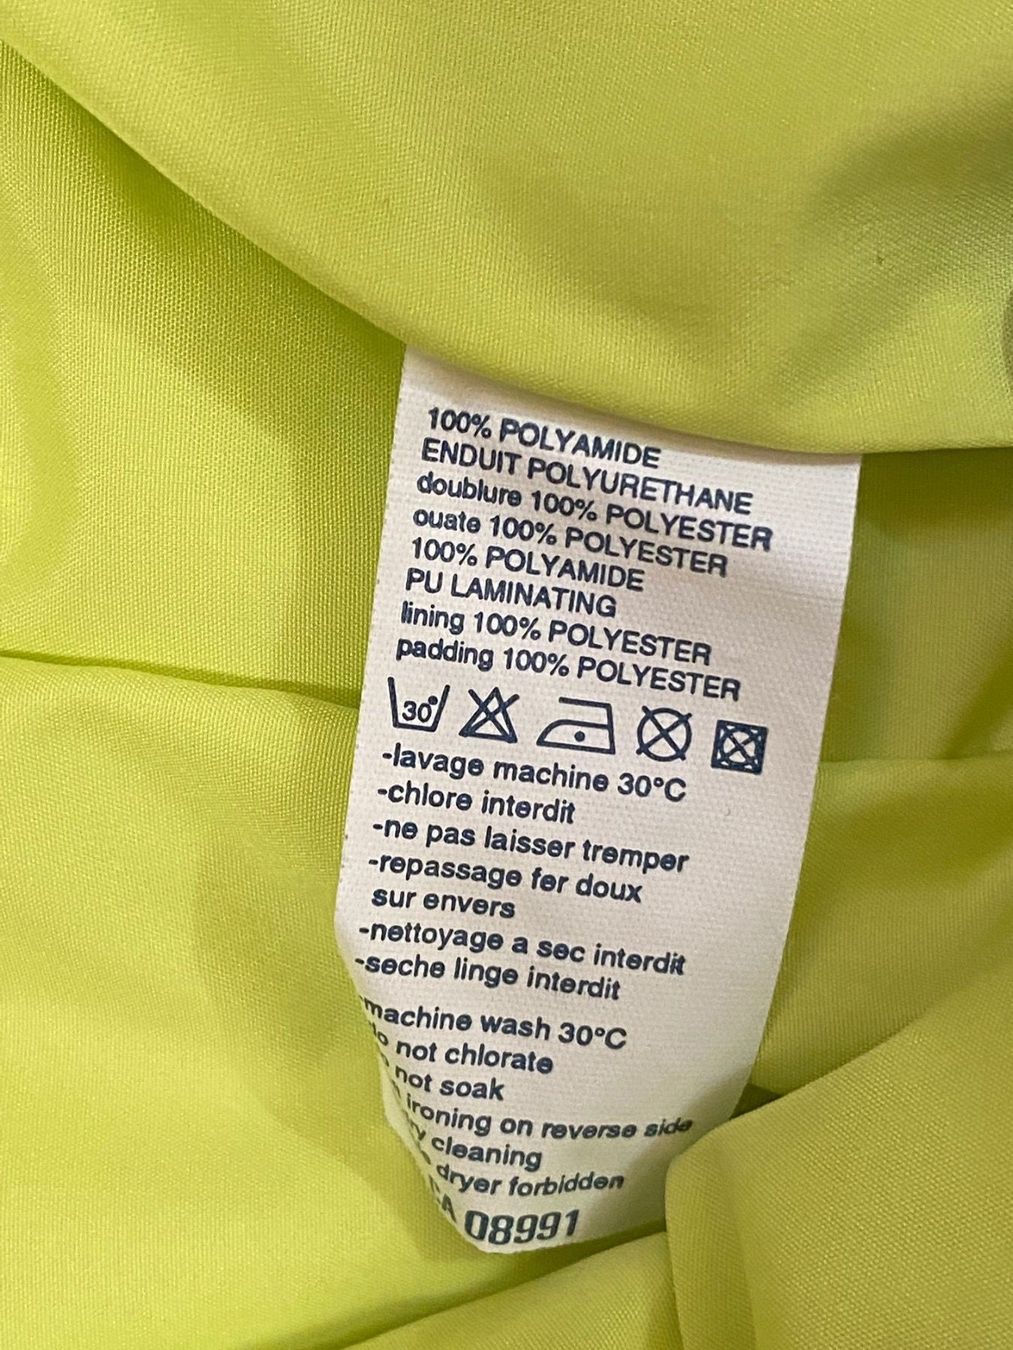 100% POLYAMIDE
ENDUIT POLYURETHANE
doublure 100% POLYESTER
ouate 100% POLYESTER
100% POLYAMIDE
PU LAMINATING
lining 100% POLYESTER
padding 100% POLYESTER
30°
-lavage machine 30°C
-chlore interdit
-ne pas laisser tremper
-repassage fer doux
sur envers
-nettoyage a sec interdit
-seche linge interdit
-machine wash 30°C
do not chlorate
not soak
ironing on reverse side
cleaning
dryer forbidden
CA 08991